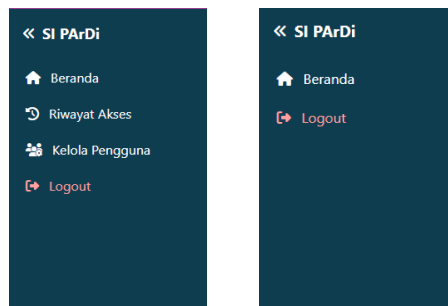 SI PArDi
Beranda
Riwayat Akses
Kelola Pengguna
Logout
SI PArDi
Beranda
Logout